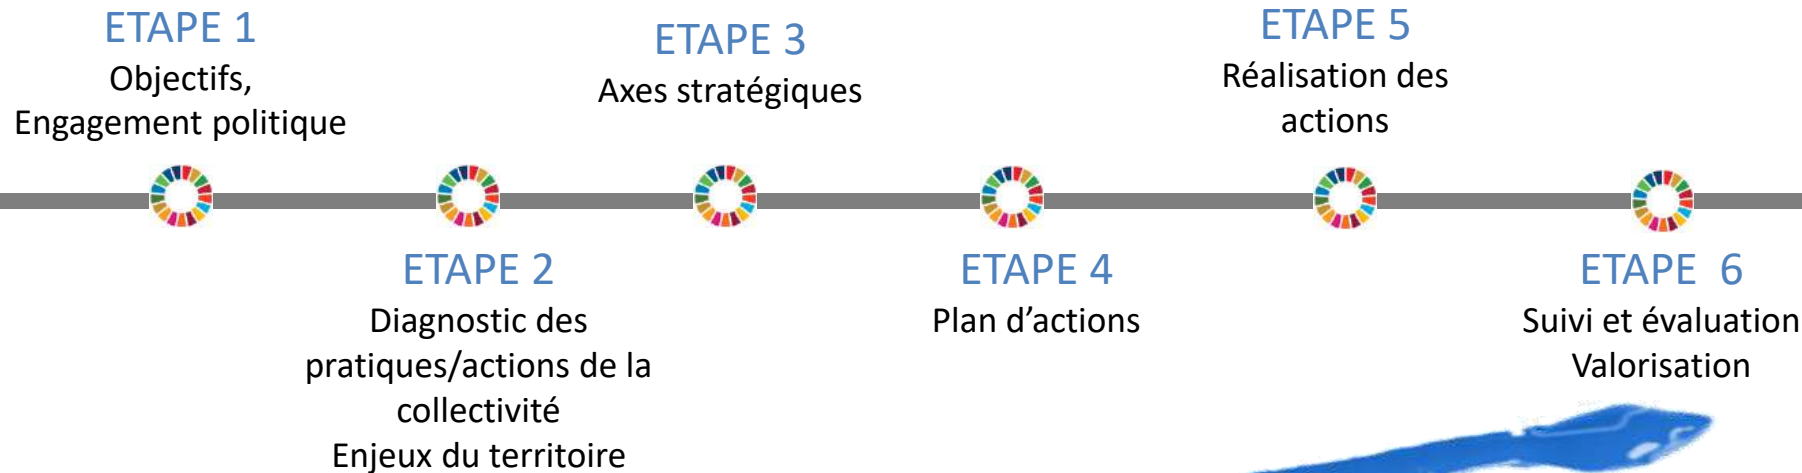 ETAPE 1
Objectifs,
Engagement politique
ETAPE 2
Diagnostic des
pratiques/actions de la
collectivité
Enjeux du territoire
ETAPE 3
Axes stratégiques
ETAPE 4
Plan d’actions
ETAPE 5
Réalisation des
actions
ETAPE 6
Suivi et évaluation
Valorisation